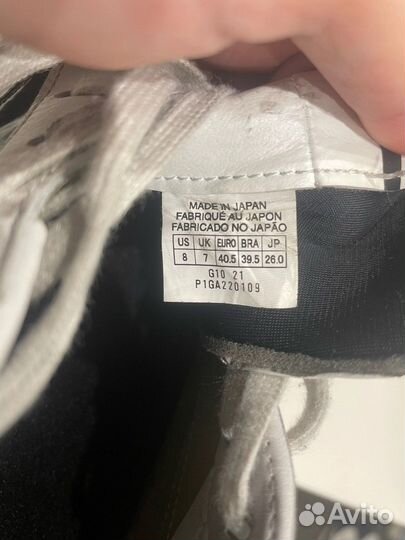 MADE IN JAPAN
FABRIQUÉ AU JAPON
FABRICADO NO JAPÃO
US UK EURO BRA JP
8 7 40.5 39.5 26.0
G10 21
P1GA220109
Avito